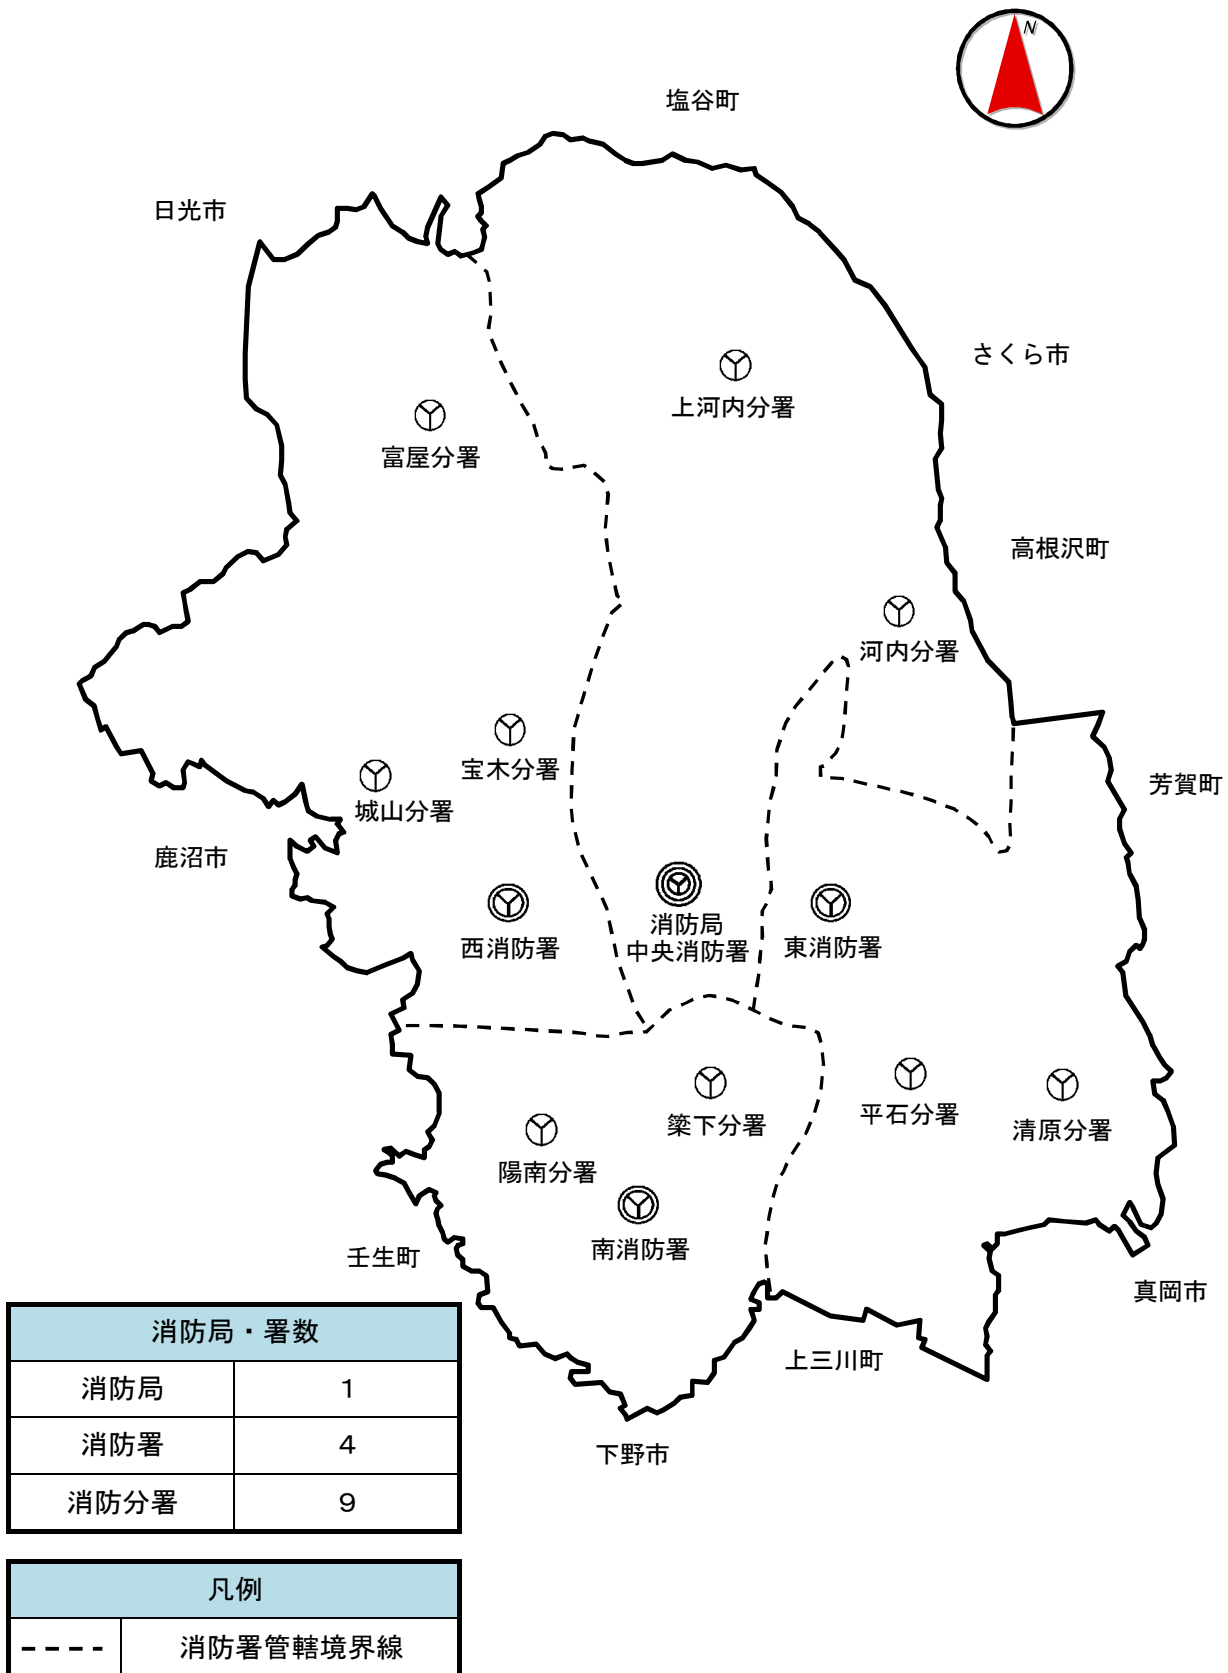 N
塩谷町
日光市
さくら市
上河内分署
富屋分署
高根沢町
河内分署
宝木分署
芳賀町
城山分署
鹿沼市
消防局
中央消防署
西消防署
東消防署
平石分署
簗下分署
清原分署
陽南分署
南消防署
壬生町
真岡市
上三川町
下野市
消防局・署数
消防局 1
消防署 4
消防分署 9
凡例
消防署管轄境界線